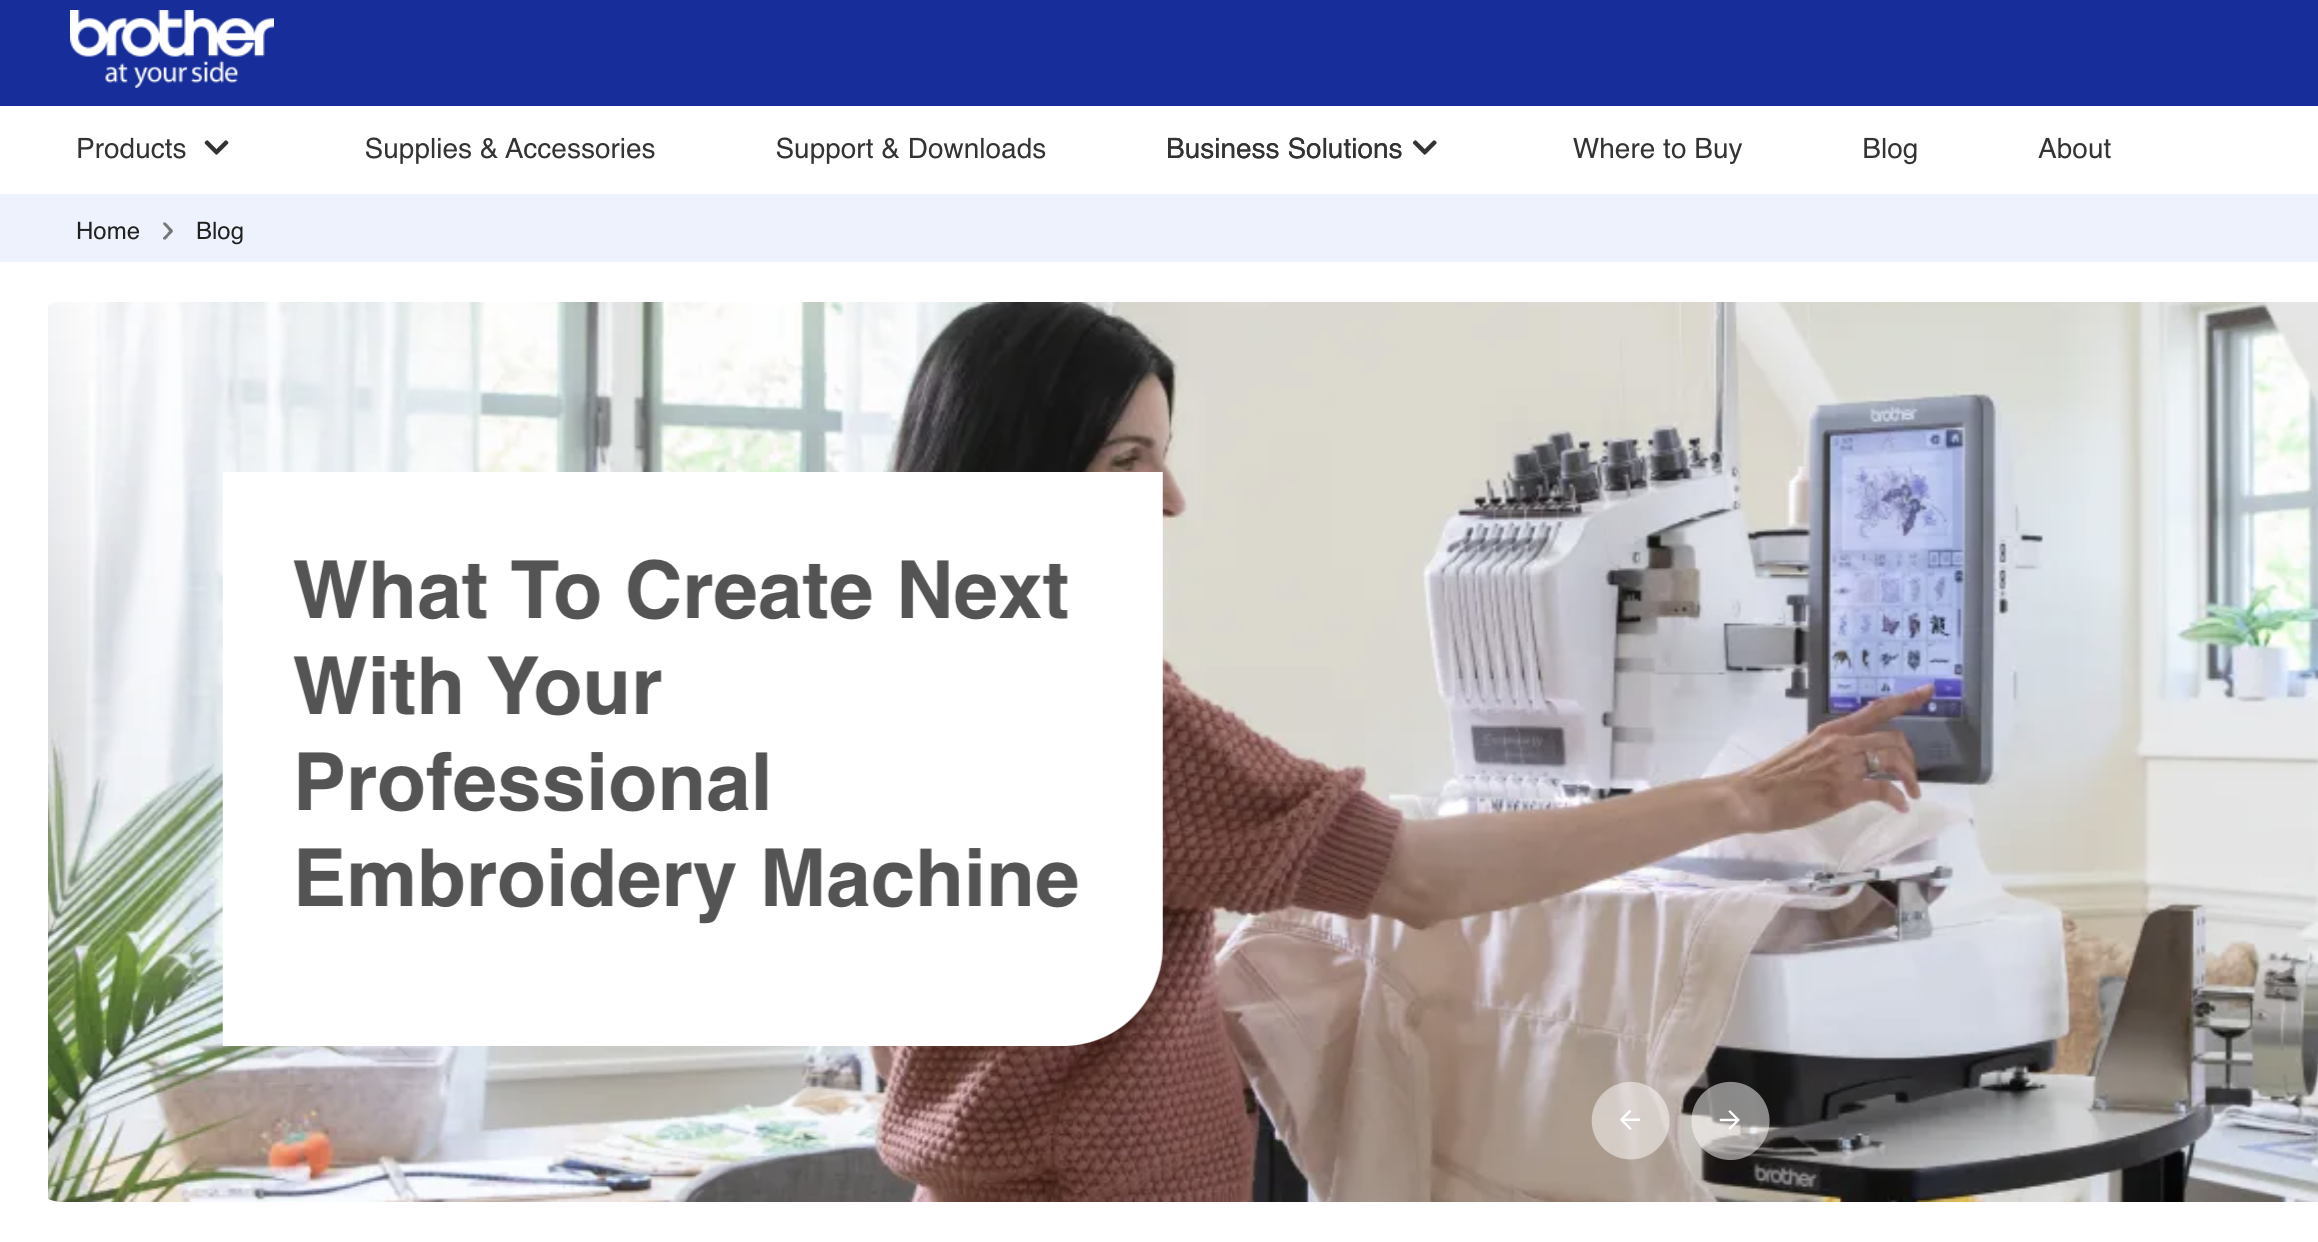 brother
at your side
Products
Supplies & Accessories
Support & Downloads
Business Solutions
Where to Buy
Blog
About
Home
Blog
What To Create Next
With Your
Professional
Embroidery Machine
brother
brother